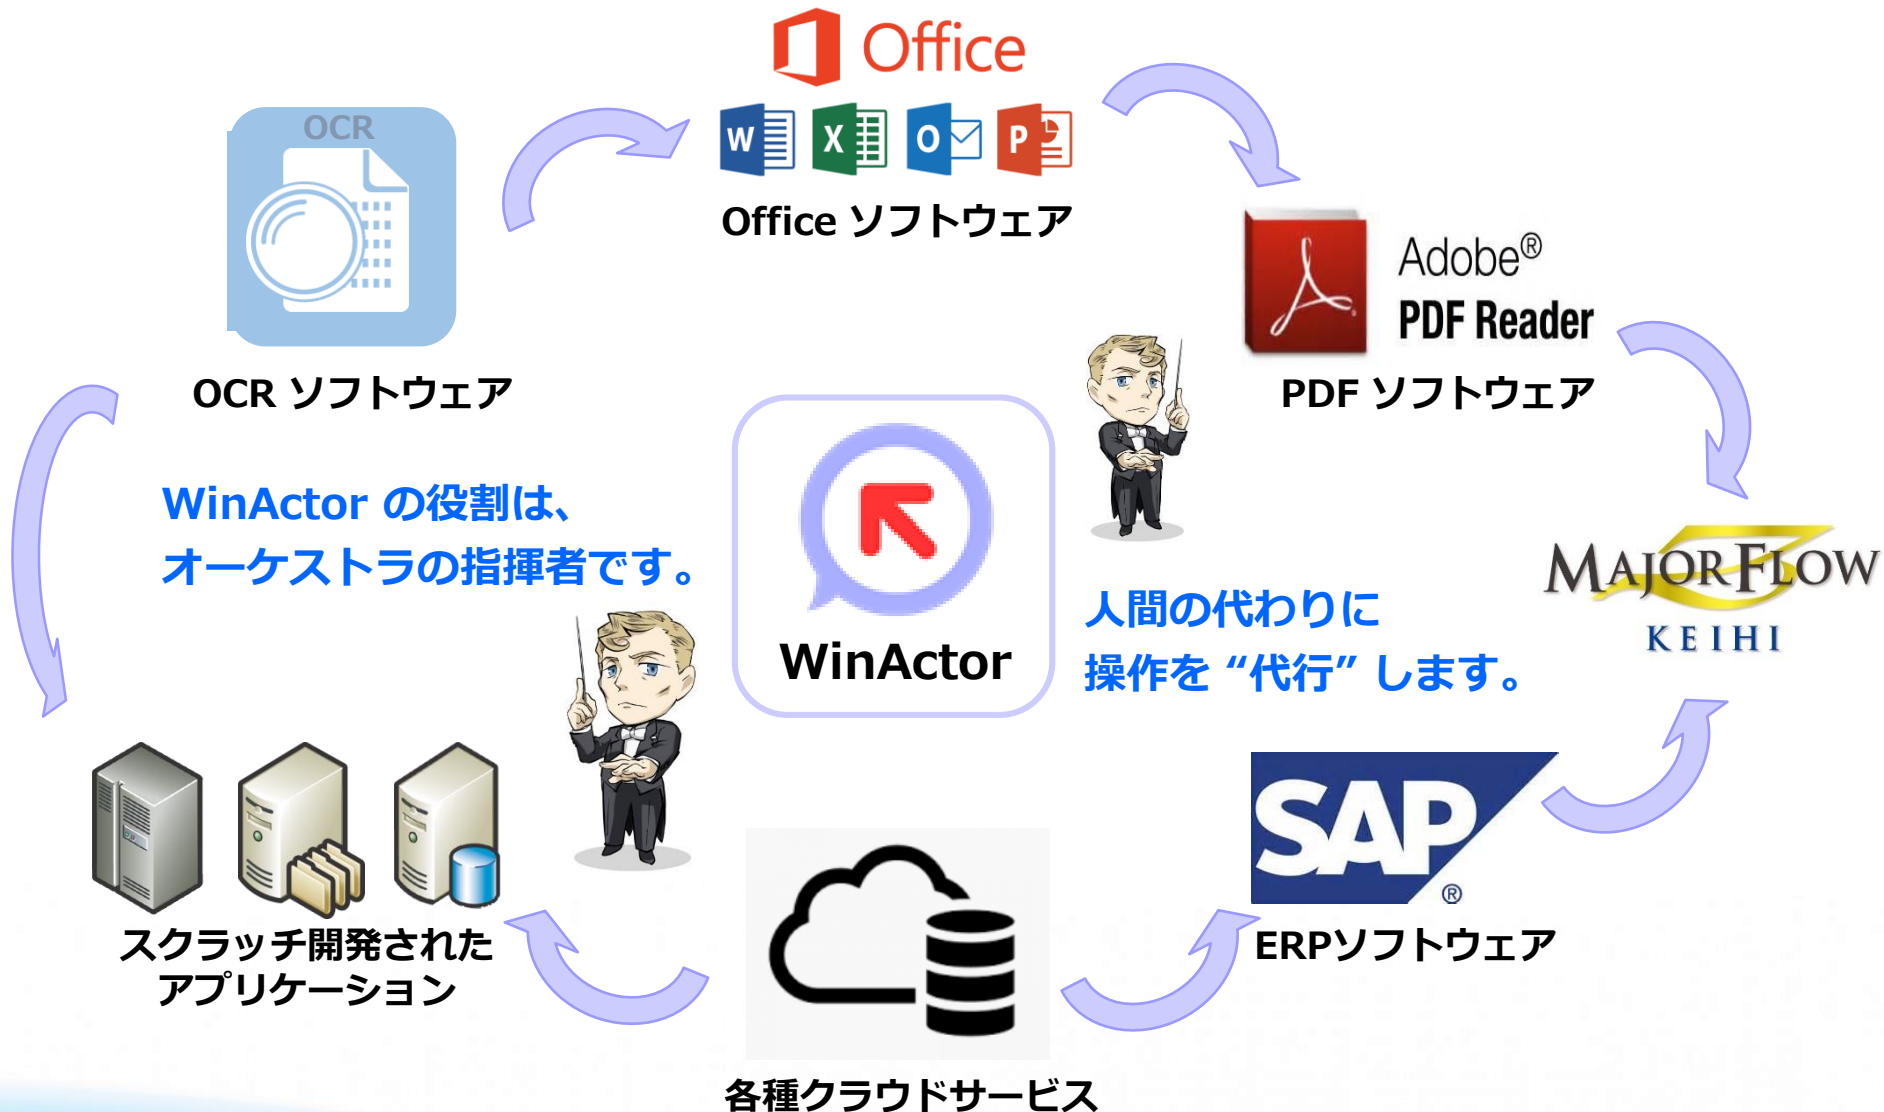 Office
OCR
W X O P
Office ソフトウェア
Adobe®
PDF Reader
OCR ソフトウェア
PDF ソフトウェア
WinActor の役割は、
オーケストラの指揮者です。
MAJOR FLOW
KEIHI
人間の代わりに
操作を “代行” します。
WinActor
SAP
®
スクラッチ開発された
アプリケーション
ERPソフトウェア
各種クラウドサービス